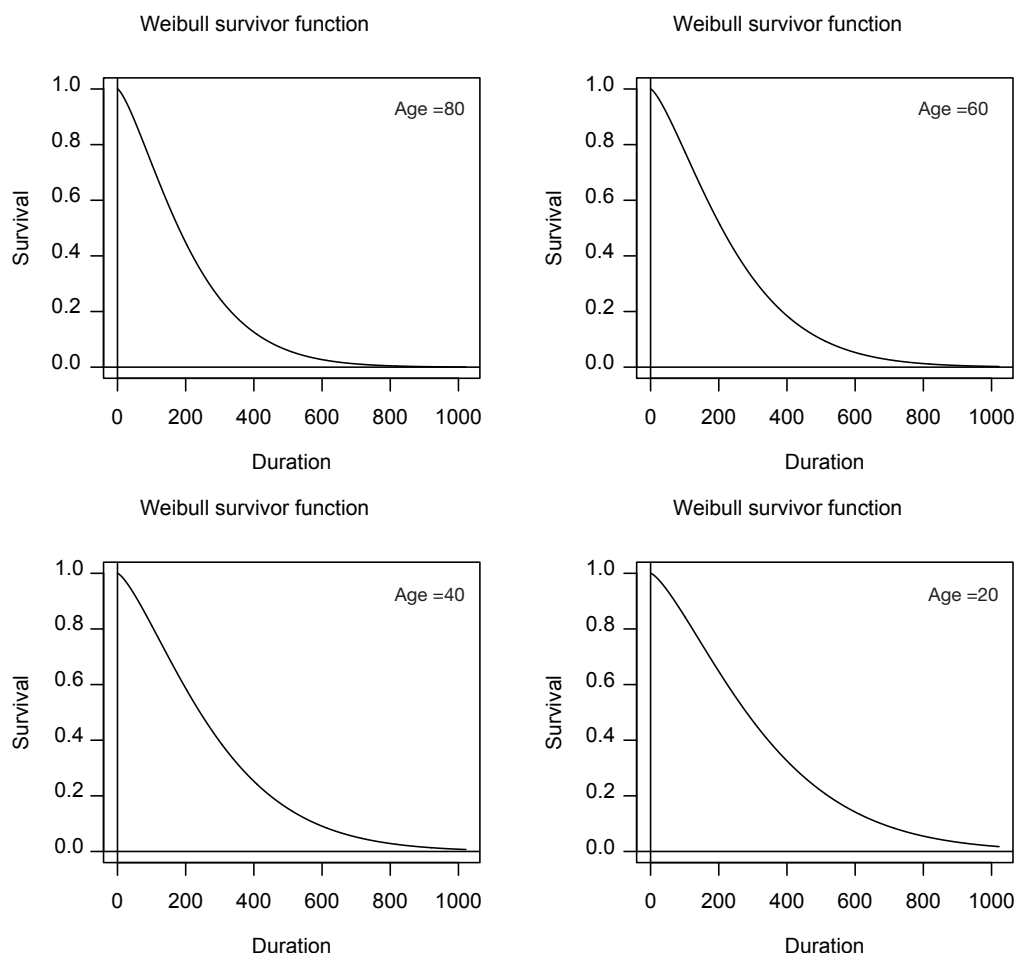 Weibull survivor function
Age =80
Survival
1.0
0.8
0.6
0.4
0.2
0.0
0 200 400 600 800 1000
Duration
Weibull survivor function
Age =60
Survival
1.0
0.8
0.6
0.4
0.2
0.0
0 200 400 600 800 1000
Duration
Weibull survivor function
Age =40
Survival
1.0
0.8
0.6
0.4
0.2
0.0
0 200 400 600 800 1000
Duration
Weibull survivor function
Age =20
Survival
1.0
0.8
0.6
0.4
0.2
0.0
0 200 400 600 800 1000
Duration